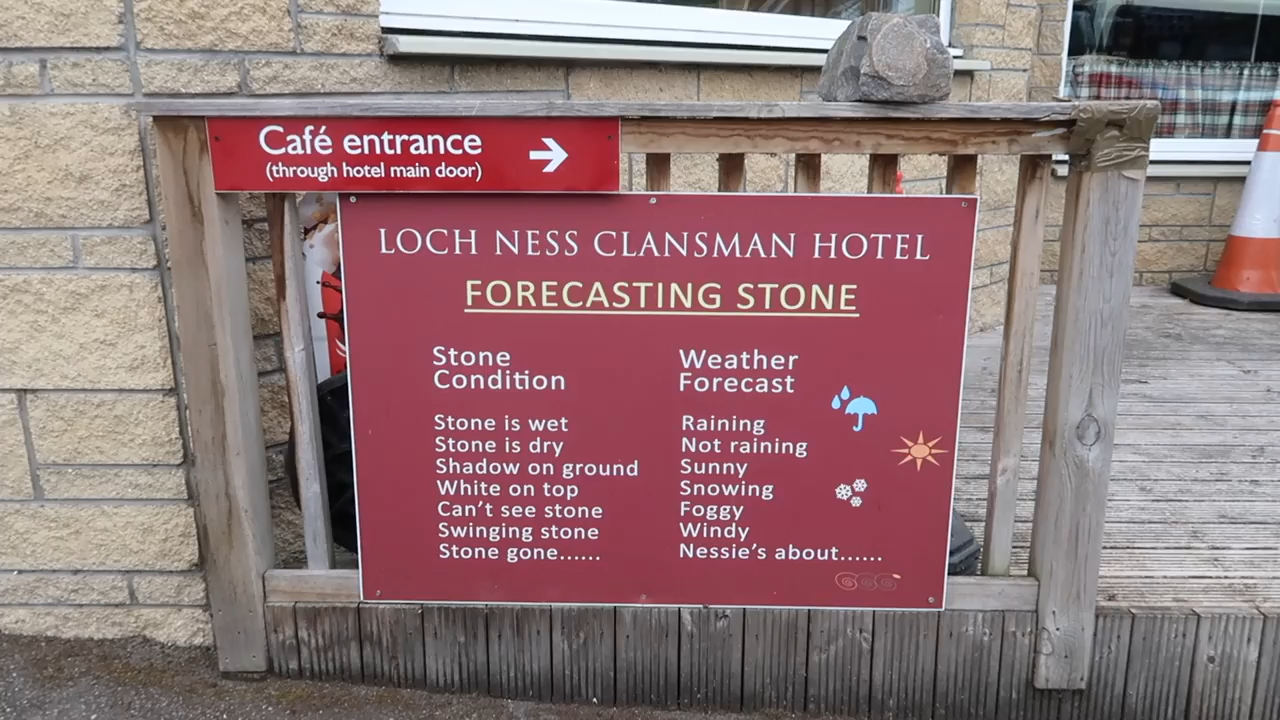 Café entrance
(through hotel main door)
LOCH NESS CLANSMAN HOTEL
FORECASTING STONE
Stone Condition
Weather Forecast
Stone is wet Raining
Stone is dry Not raining
Shadow on ground Sunny
White on top Snowing
Can't see stone Foggy
Swinging stone Windy
Stone gone...... Nessie's about......